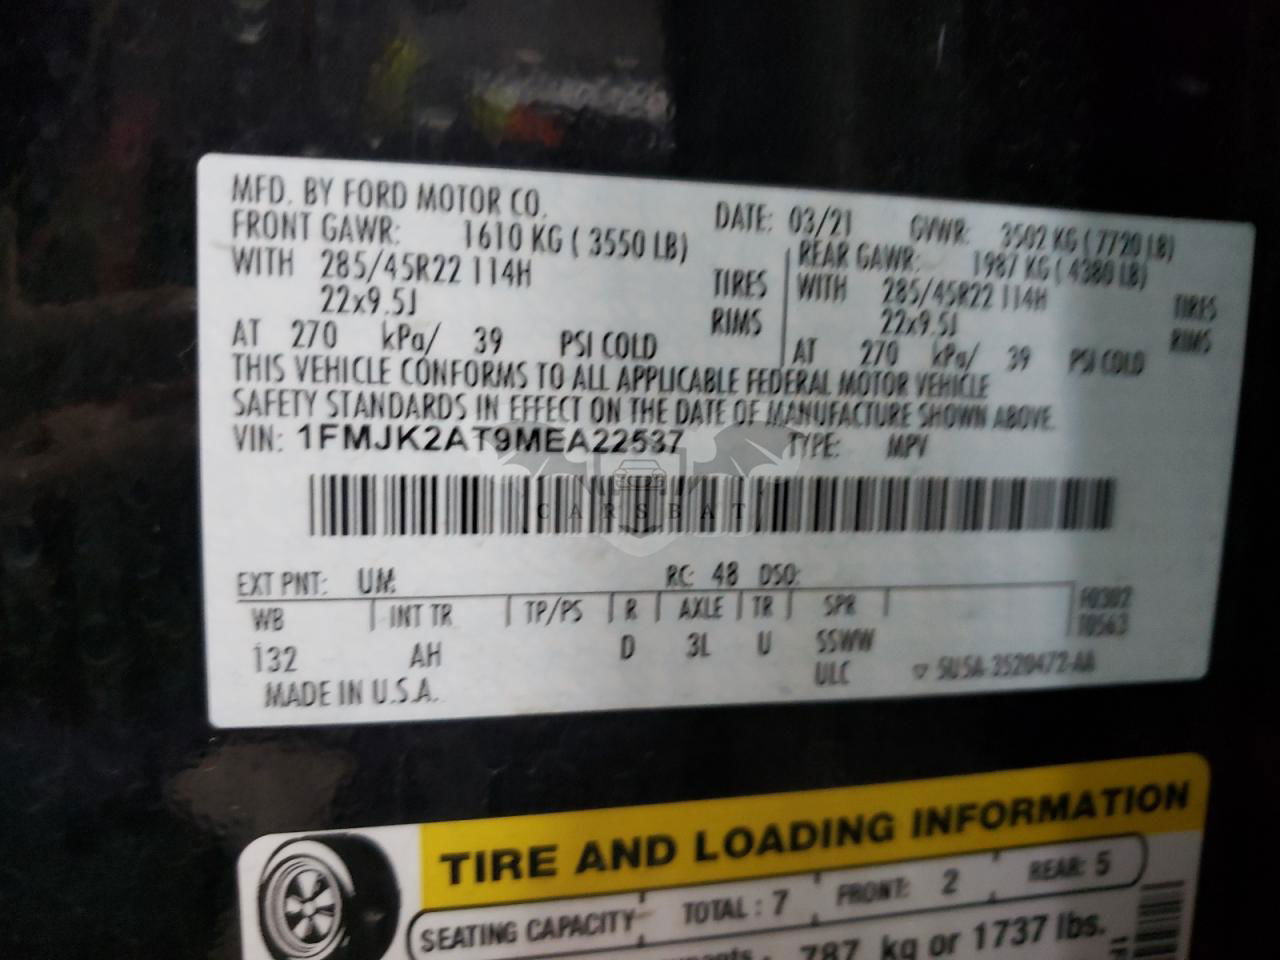 MFD. BY FORD MOTOR CO. DATE: 03/21 GVWR: 3502 KG ( 7720 LB)
FRONT GAWR: 1610 KG ( 3550 LB) REAR GAWR: 1987 KG ( 4380 LB)
WITH 285/45R22 114H TIRES WITH 285/45R22 114H TIRES
22x9.5J RIMS 22x9.5J RIMS
AT 270 kPa/ 39 PSI COLD AT 270 kPa/ 39 PSI COLD
THIS VEHICLE CONFORMS TO ALL APPLICABLE FEDERAL MOTOR VEHICLE
SAFETY STANDARDS IN EFFECT ON THE DATE OF MANUFACTURE SHOWN ABOVE.
VIN: 1FMJK2AT9MEA22537 TYPE: MPV
CARSBAT
EXT PNT: UM RC: 48 DSO:
WB INT TR TP/PS R AXLE TR SPR F0302
T0563
132 AH D 3L U SSWW
ULC 5U5A-3520472-AA
MADE IN U.S.A.
TIRE AND LOADING INFORMATION
SEATING CAPACITY TOTAL : 7 FRONT: 2 REAR: 5
787 kg or 1737 lbs.